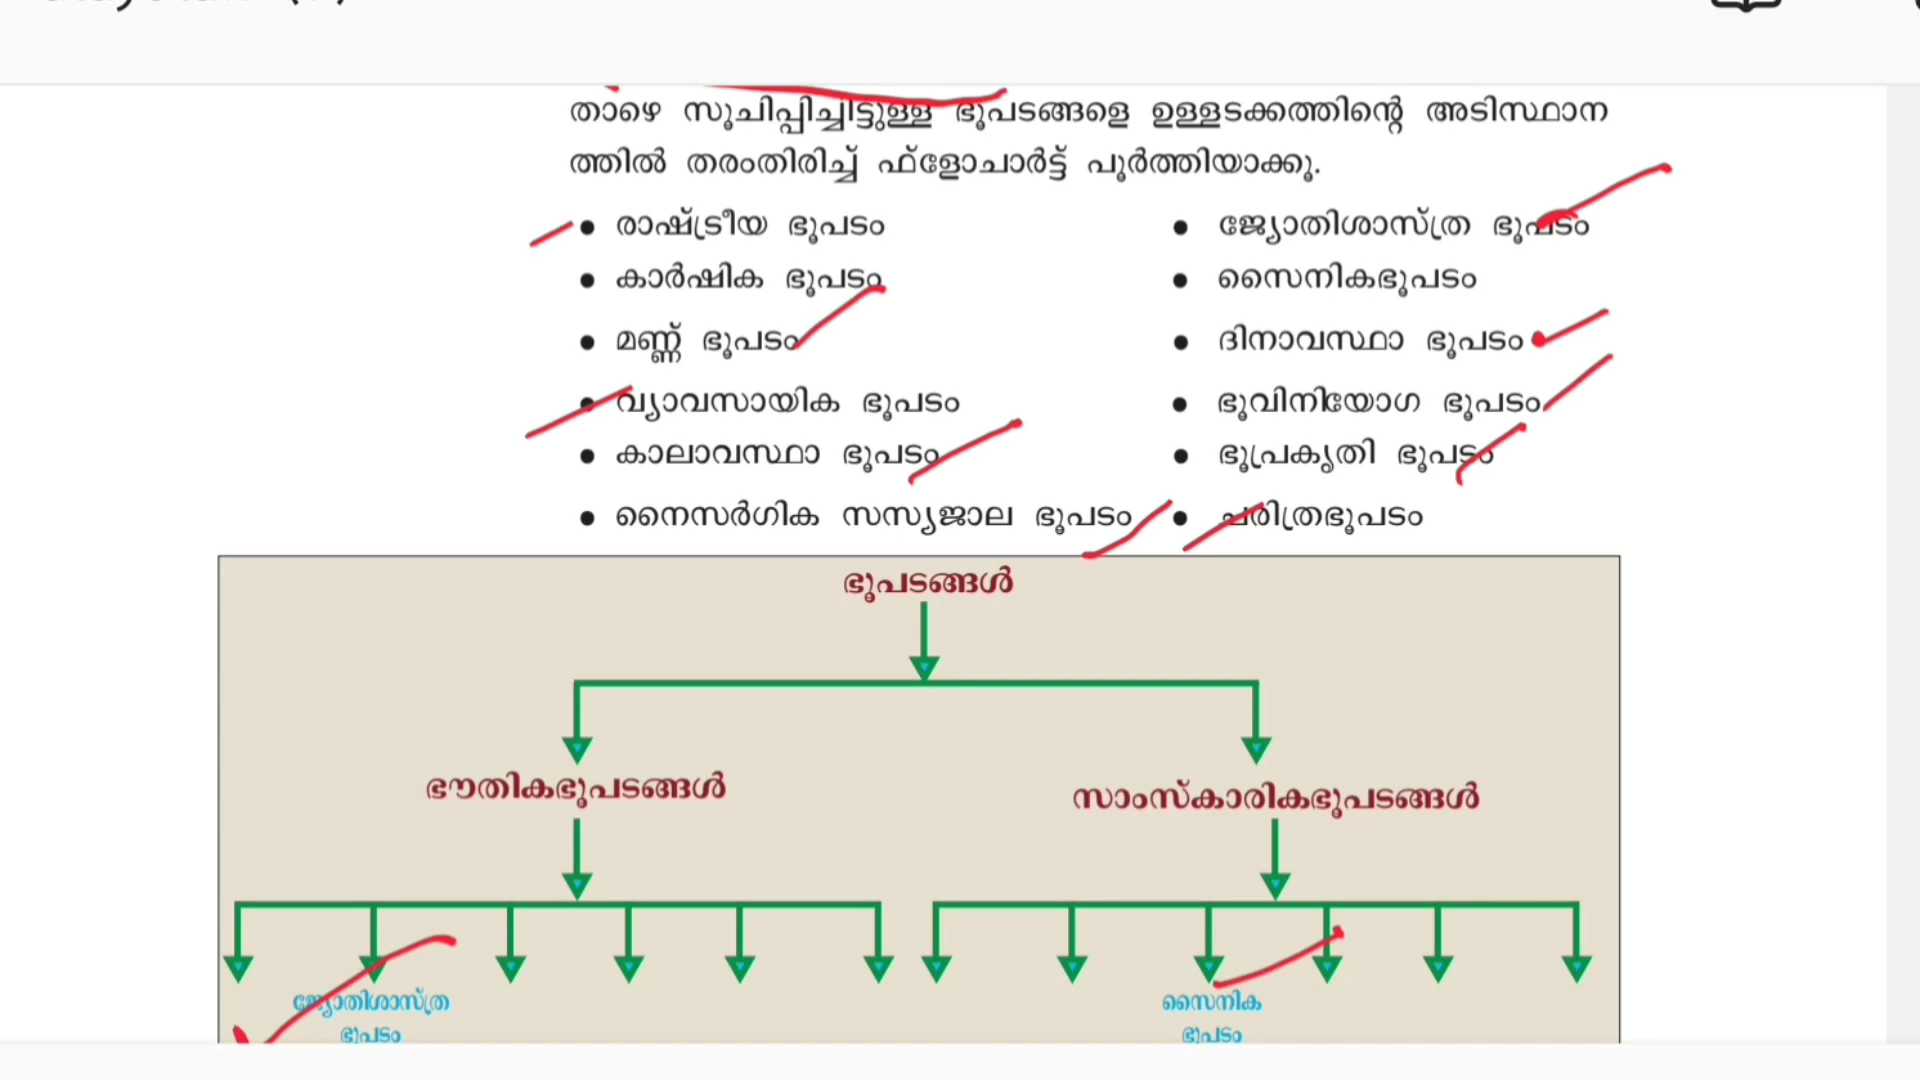 താഴെ സൂചിപ്പിച്ചിട്ടുള്ള ഭൂപടങ്ങളെ ഉള്ളടക്കത്തിന്റെ അടിസ്ഥാന
ത്തിൽ തരംതിരിച്ച് ഫ്ളോചാർട്ട് പൂർത്തിയാക്കൂ.
• രാഷ്ട്രീയ ഭൂപടം
• കാർഷിക ഭൂപടം
• മണ്ണ് ഭൂപടം
• വ്യാവസായിക ഭൂപടം
• കാലാവസ്ഥാ ഭൂപടം
• നൈസർഗിക സസ്യജാല ഭൂപടം
• ജ്യോതിശാസ്ത്ര ഭൂപടം
• സൈനികഭൂപടം
• ദിനാവസ്ഥാ ഭൂപടം
• ഭൂവിനിയോഗ ഭൂപടം
• ഭൂപ്രകൃതി ഭൂപടം
• ചരിത്രഭൂപടം
ഭൂപടങ്ങൾ
ഭൗതികഭൂപടങ്ങൾ
സാംസ്കാരികഭൂപടങ്ങൾ
ജ്യോതിശാസ്ത്ര
ഭൂപടം
സൈനിക
ഭൂപടം